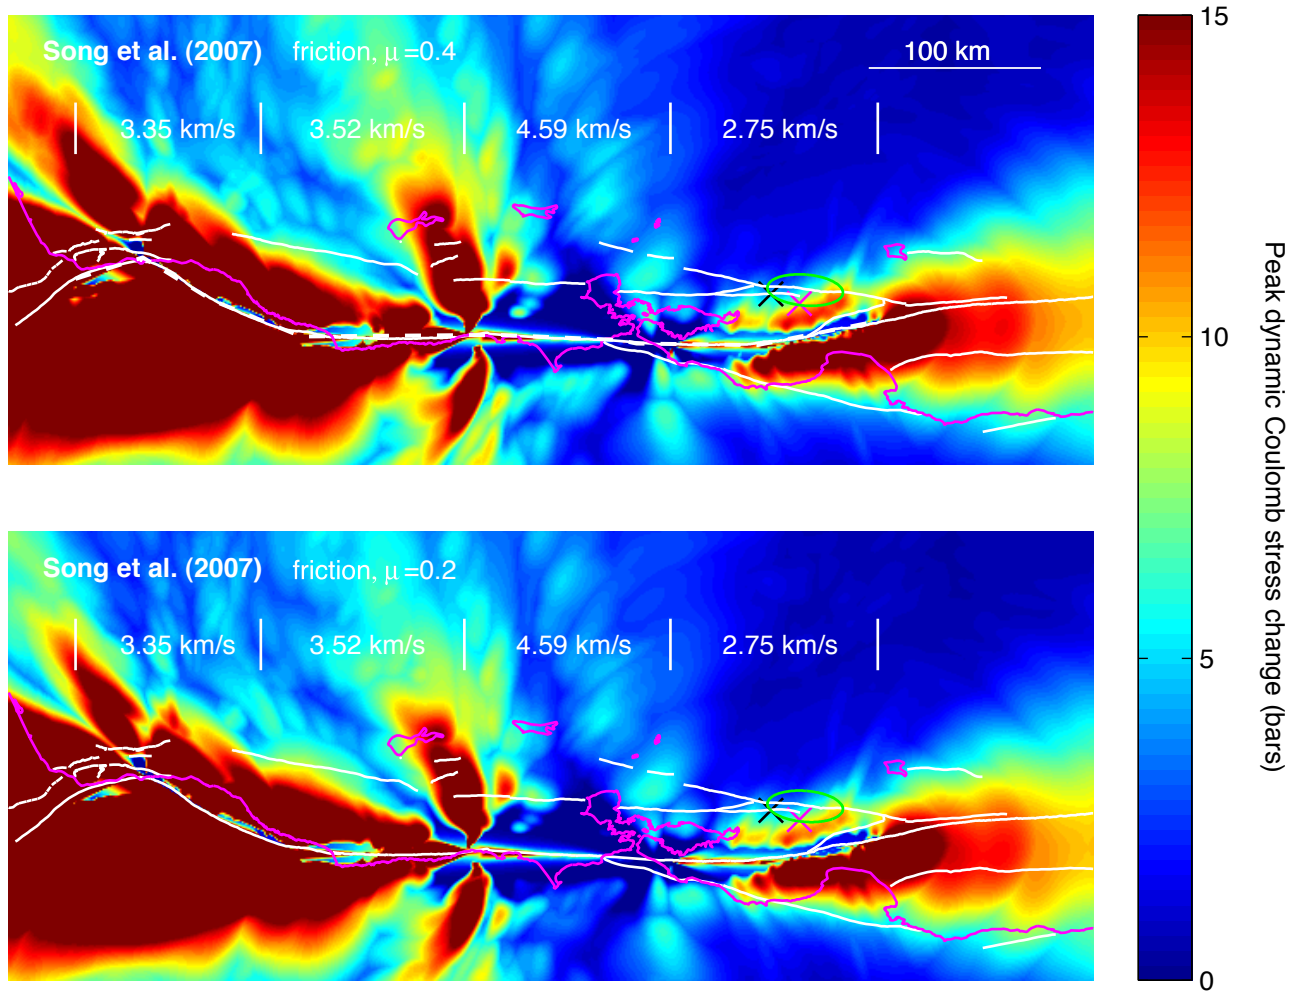 Song et al. (2007) friction, μ =0.4
100 km
3.35 km/s 3.52 km/s 4.59 km/s 2.75 km/s
Song et al. (2007) friction, μ =0.2
3.35 km/s 3.52 km/s 4.59 km/s 2.75 km/s
15
10
5
0
Peak dynamic Coulomb stress change (bars)